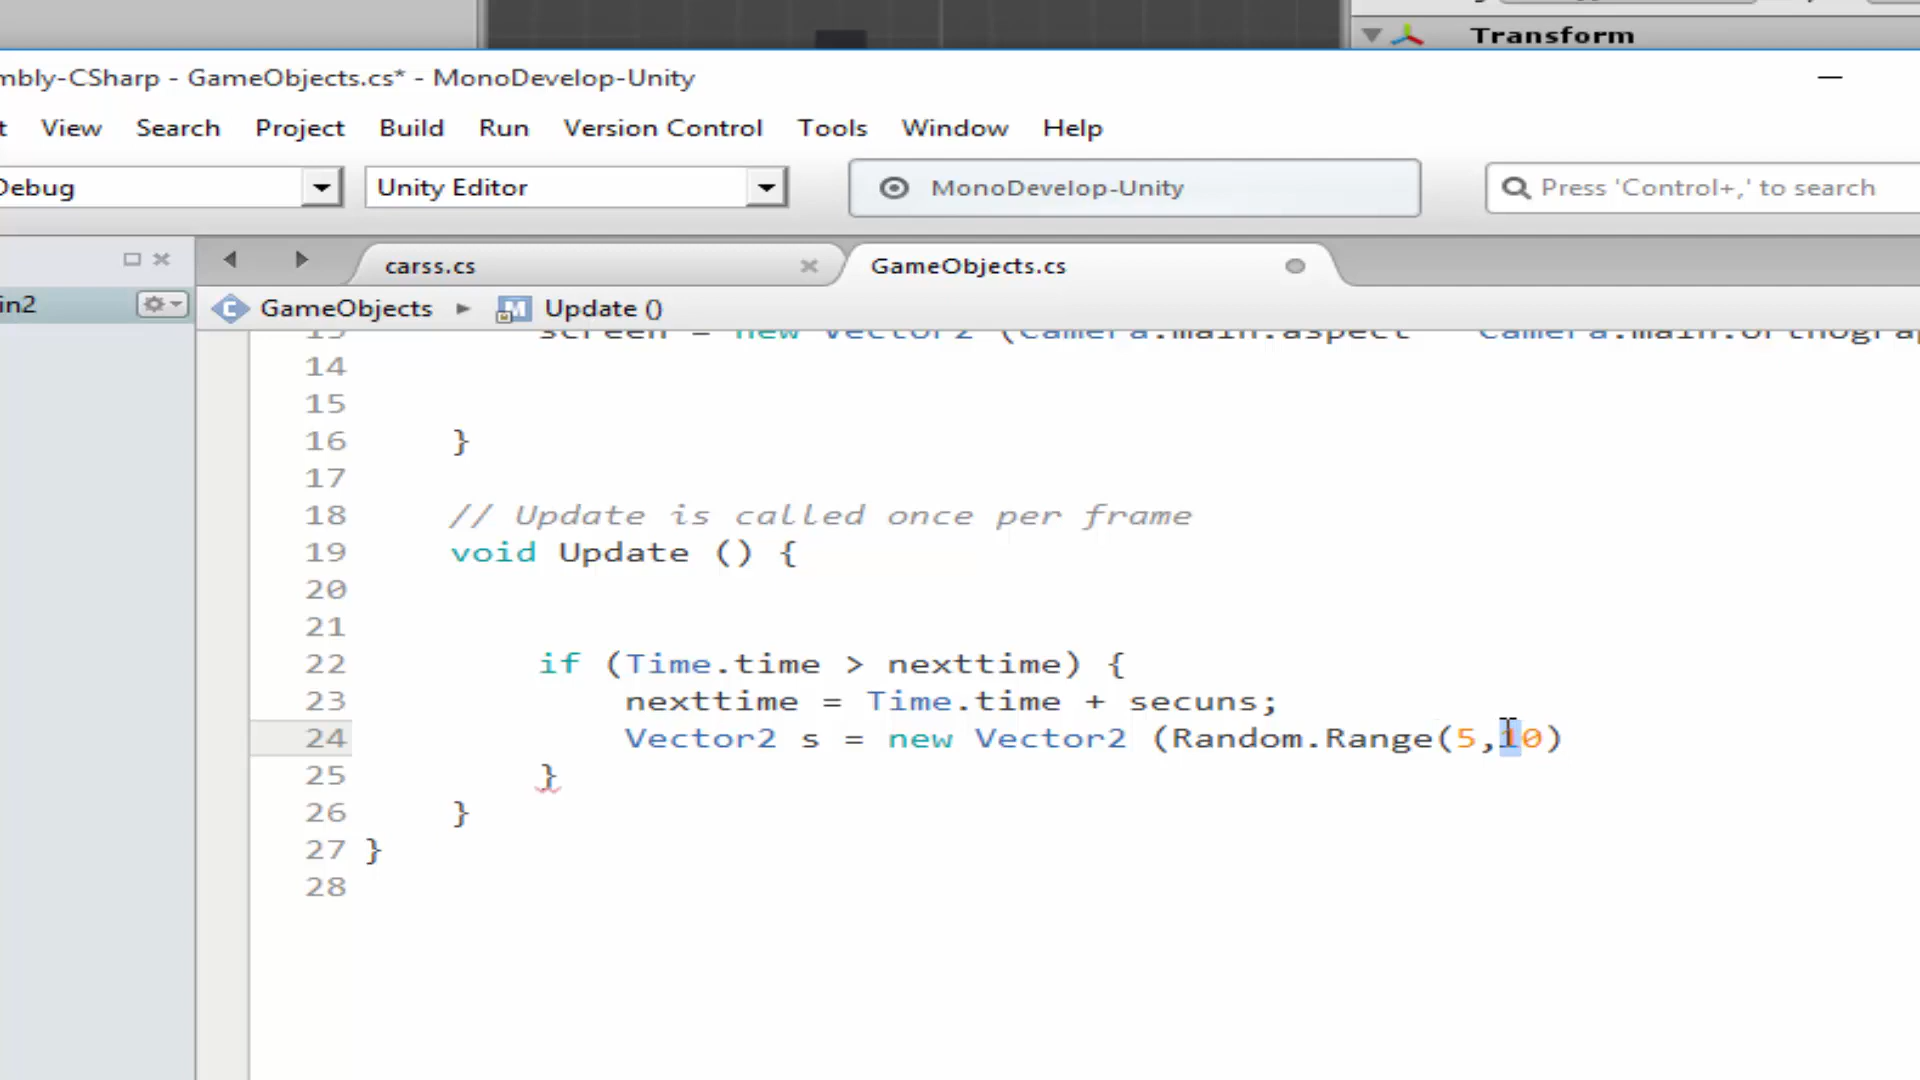 Transform
mbly-CSharp - GameObjects.cs* - MonoDevelop-Unity
View Search Project Build Run Version Control Tools Window Help
Debug Unity Editor MonoDevelop-Unity Press 'Control+,' to search
carss.cs GameObjects.cs
in2 GameObjects Update ()
screen = new Vector2 (Camera.main.aspect Camera.main.orthograp
14
15
16 }
17
18 // Update is called once per frame
19 void Update () {
20
21
22 if (Time.time > nexttime) {
23 nexttime = Time.time + secuns;
24 Vector2 s = new Vector2 (Random.Range(5,10)
25 }
26 }
27 }
28